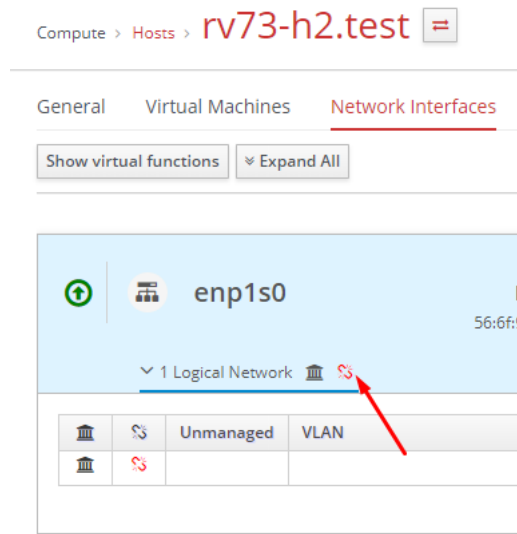 Compute > Hosts > rv73-h2.test
General Virtual Machines Network Interfaces
Show virtual functions Expand All
enp1s0
56:6f:
1 Logical Network
Unmanaged VLAN